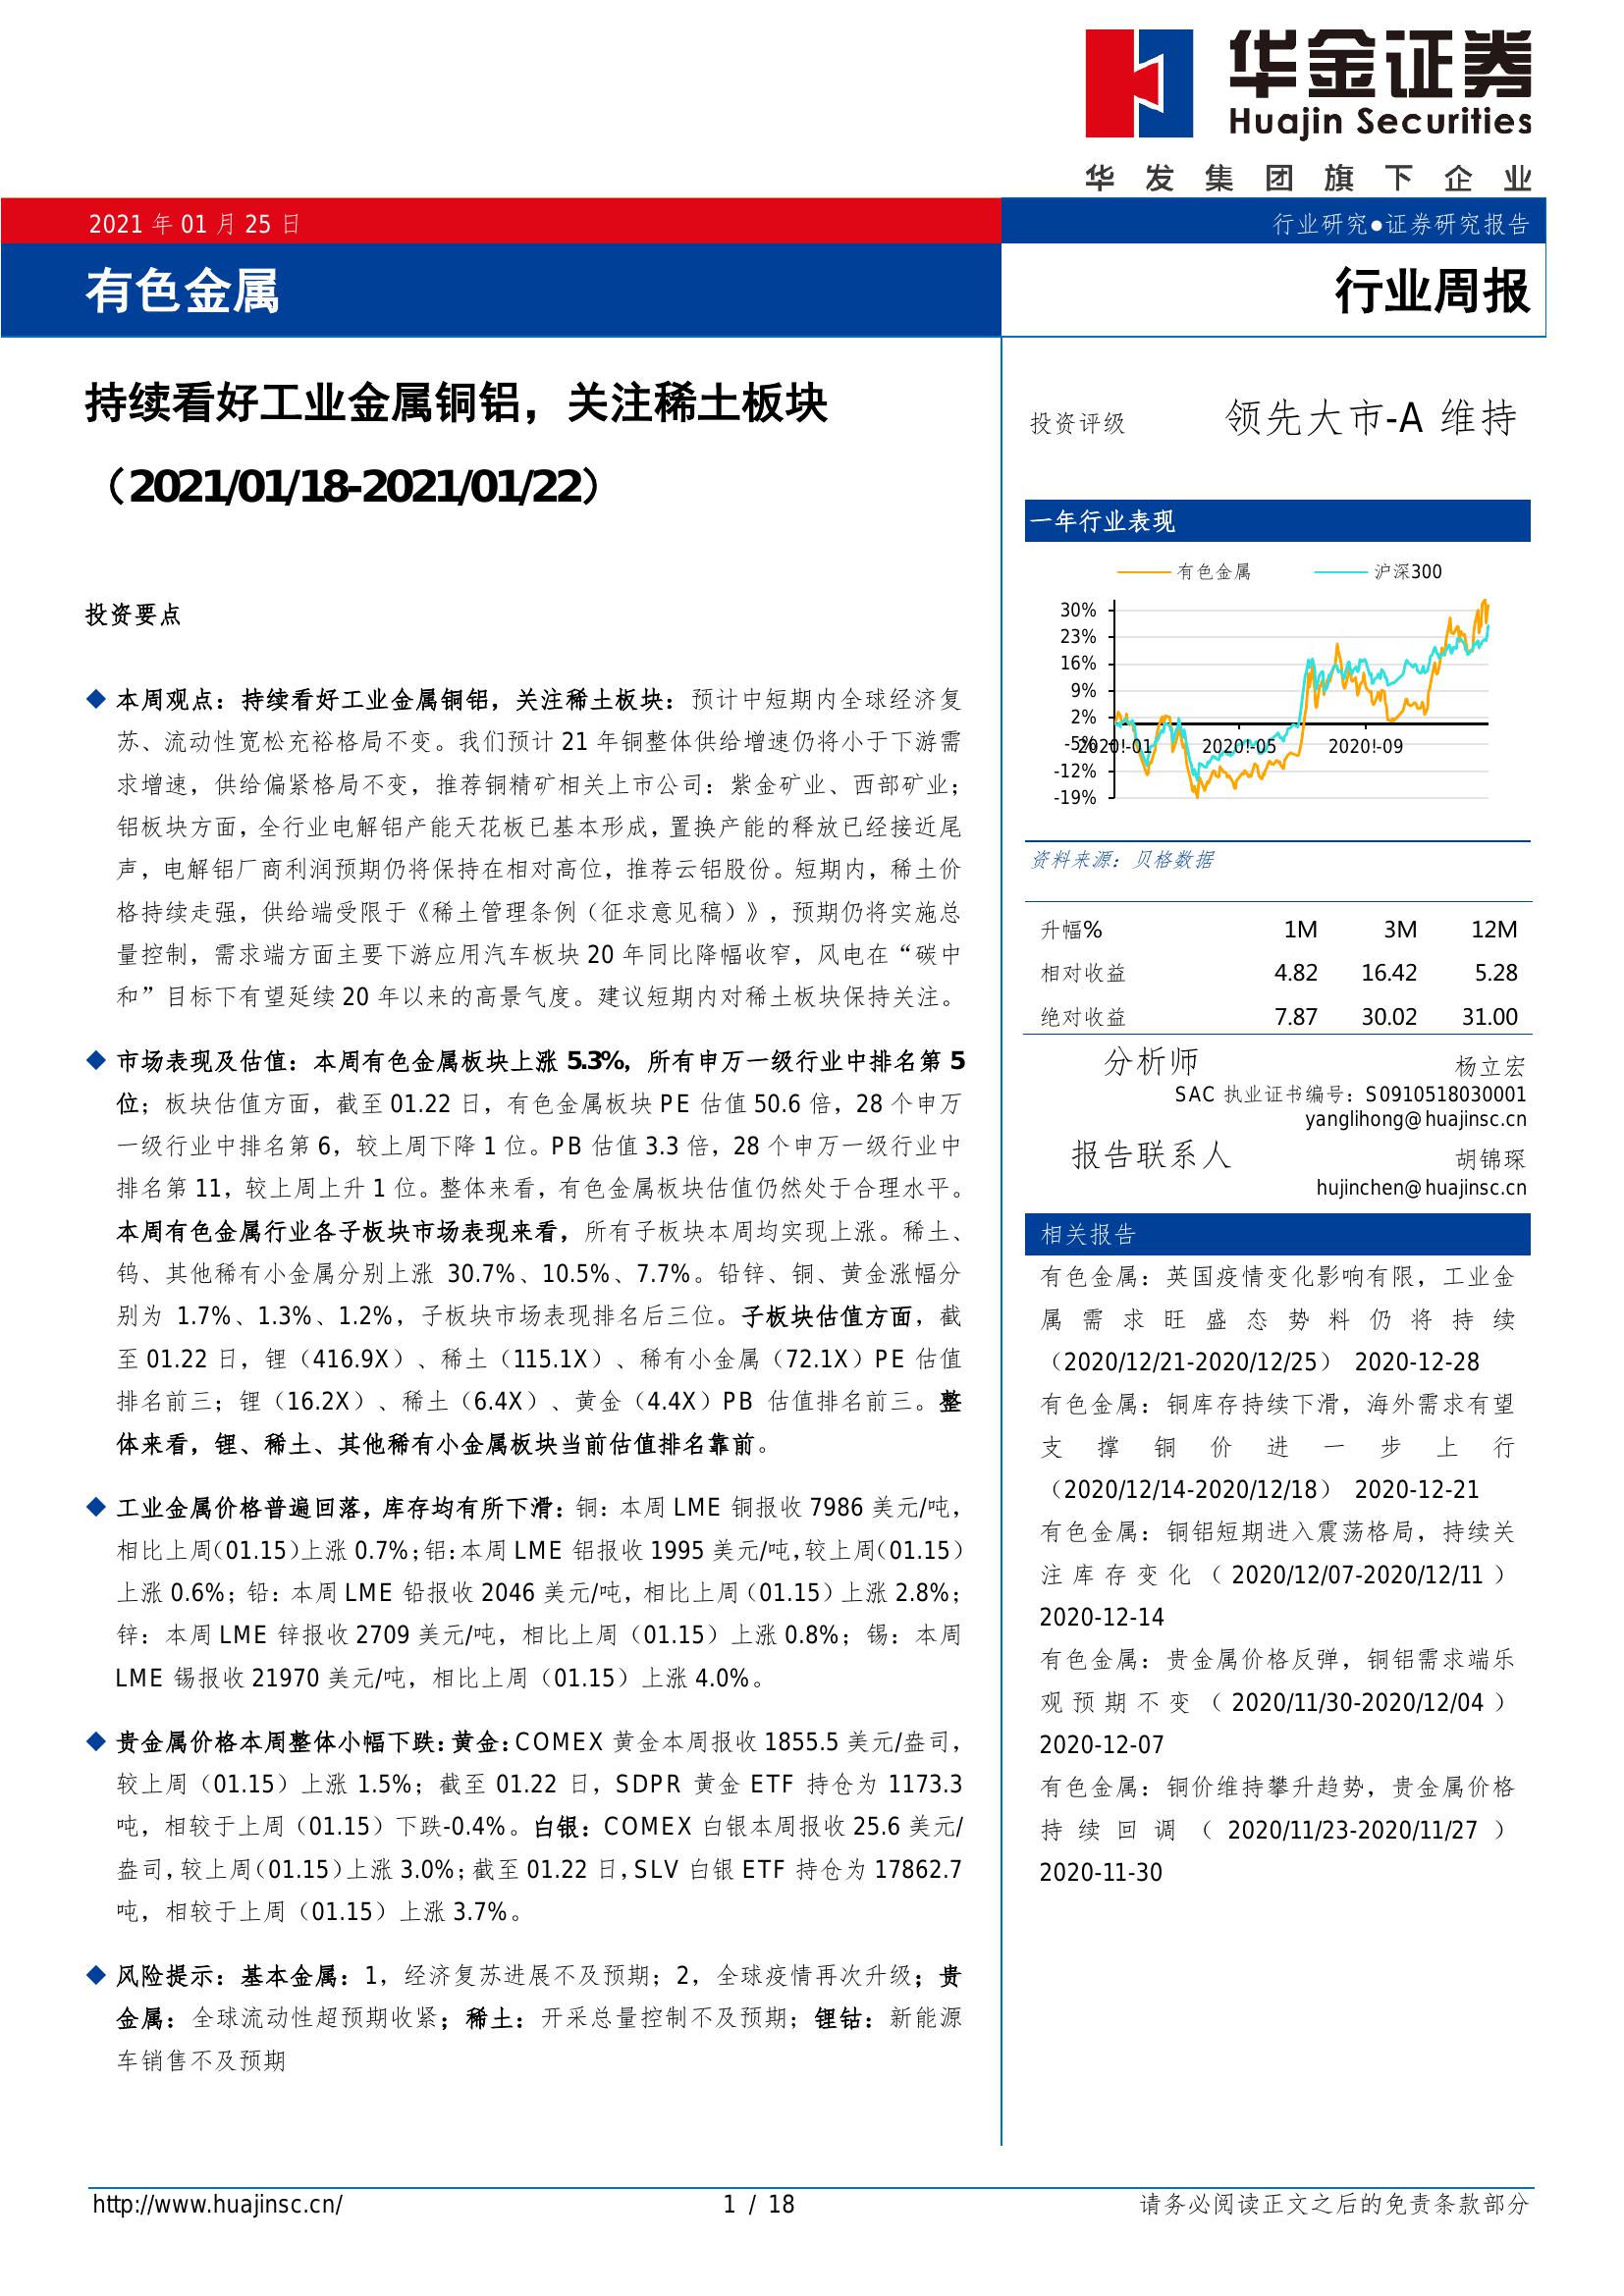 华金证券
Huajin Securities
华发集团旗下企业
2021 年 01 月 25 日
行业研究●证券研究报告
有色金属
行业周报
持续看好工业金属铜铝，关注稀土板块
（2021/01/18-2021/01/22）
投资要点
◆ 本周观点：持续看好工业金属铜铝，关注稀土板块：预计中短期内全球经济复
苏、流动性宽松充裕格局不变。我们预计 21 年铜整体供给增速仍将小于下游需
求增速，供给偏紧格局不变，推荐铜精矿相关上市公司：紫金矿业、西部矿业；
铝板块方面，全行业电解铝产能天花板已基本形成，置换产能的释放已经接近尾
声，电解铝厂商利润预期仍将保持在相对高位，推荐云铝股份。短期内，稀土价
格持续走强，供给端受限于《稀土管理条例（征求意见稿）》，预期仍将实施总
量控制，需求端方面主要下游应用汽车板块 20 年同比降幅收窄，风电在“碳中
和”目标下有望延续 20 年以来的高景气度。建议短期内对稀土板块保持关注。
◆ 市场表现及估值：本周有色金属板块上涨 5.3%，所有申万一级行业中排名第 5
位；板块估值方面，截至 01.22 日，有色金属板块 PE 估值 50.6 倍，28 个申万
一级行业中排名第 6，较上周下降 1 位。PB 估值 3.3 倍，28 个申万一级行业中
排名第 11，较上周上升 1 位。整体来看，有色金属板块估值仍然处于合理水平。
本周有色金属行业各子板块市场表现来看，所有子板块本周均实现上涨。稀土、
钨、其他稀有小金属分别上涨 30.7%、10.5%、7.7%。铅锌、铜、黄金涨幅分
别为 1.7%、1.3%、1.2%，子板块市场表现排名后三位。子板块估值方面，截
至 01.22 日，锂（416.9X）、稀土（115.1X）、稀有小金属（72.1X）PE 估值
排名前三；锂（16.2X）、稀土（6.4X）、黄金（4.4X）PB 估值排名前三。整
体来看，锂、稀土、其他稀有小金属板块当前估值排名靠前。
◆ 工业金属价格普遍回落，库存均有所下滑：铜：本周 LME 铜报收 7986 美元/吨，
相比上周（01.15）上涨 0.7%；铝：本周 LME 铝报收 1995 美元/吨，较上周（01.15）
上涨 0.6%；铅：本周 LME 铅报收 2046 美元/吨，相比上周（01.15）上涨 2.8%；
锌：本周 LME 锌报收 2709 美元/吨，相比上周（01.15）上涨 0.8%；锡：本周
LME 锡报收 21970 美元/吨，相比上周（01.15）上涨 4.0%。
◆ 贵金属价格本周整体小幅下跌：黄金：COMEX 黄金本周报收 1855.5 美元/盎司，
较上周（01.15）上涨 1.5%；截至 01.22 日，SDPR 黄金 ETF 持仓为 1173.3
吨，相较于上周（01.15）下跌-0.4%。白银：COMEX 白银本周报收 25.6 美元/
盎司，较上周（01.15）上涨 3.0%；截至 01.22 日，SLV 白银 ETF 持仓为 17862.7
吨，相较于上周（01.15）上涨 3.7%。
◆ 风险提示：基本金属：1，经济复苏进展不及预期；2，全球疫情再次升级；贵
金属：全球流动性超预期收紧；稀土：开采总量控制不及预期；锂钴：新能源
车销售不及预期
投资评级 领先大市-A 维持
一年行业表现
有色金属 沪深300
30%
23%
16%
9%
2%
-5%
-12%
-19%
2020!-01 2020!-05 2020!-09
资料来源：贝格数据
升幅% 1M 3M 12M
相对收益 4.82 16.42 5.28
绝对收益 7.87 30.02 31.00
分析师 杨立宏
SAC 执业证书编号：S0910518030001
yanglihong@huajinsc.cn
报告联系人 胡锦琛
hujinchen@huajinsc.cn
相关报告
有色金属：英国疫情变化影响有限，工业金
属需求旺盛态势料仍将持续
（2020/12/21-2020/12/25） 2020-12-28
有色金属：铜库存持续下滑，海外需求有望
支撑铜价进一步上行
（2020/12/14-2020/12/18） 2020-12-21
有色金属：铜铝短期进入震荡格局，持续关
注库存变化（2020/12/07-2020/12/11）
2020-12-14
有色金属：贵金属价格反弹，铜铝需求端乐
观预期不变（2020/11/30-2020/12/04）
2020-12-07
有色金属：铜价维持攀升趋势，贵金属价格
持续回调（2020/11/23-2020/11/27）
2020-11-30
http://www.huajinsc.cn/ 1 / 18 请务必阅读正文之后的免责条款部分